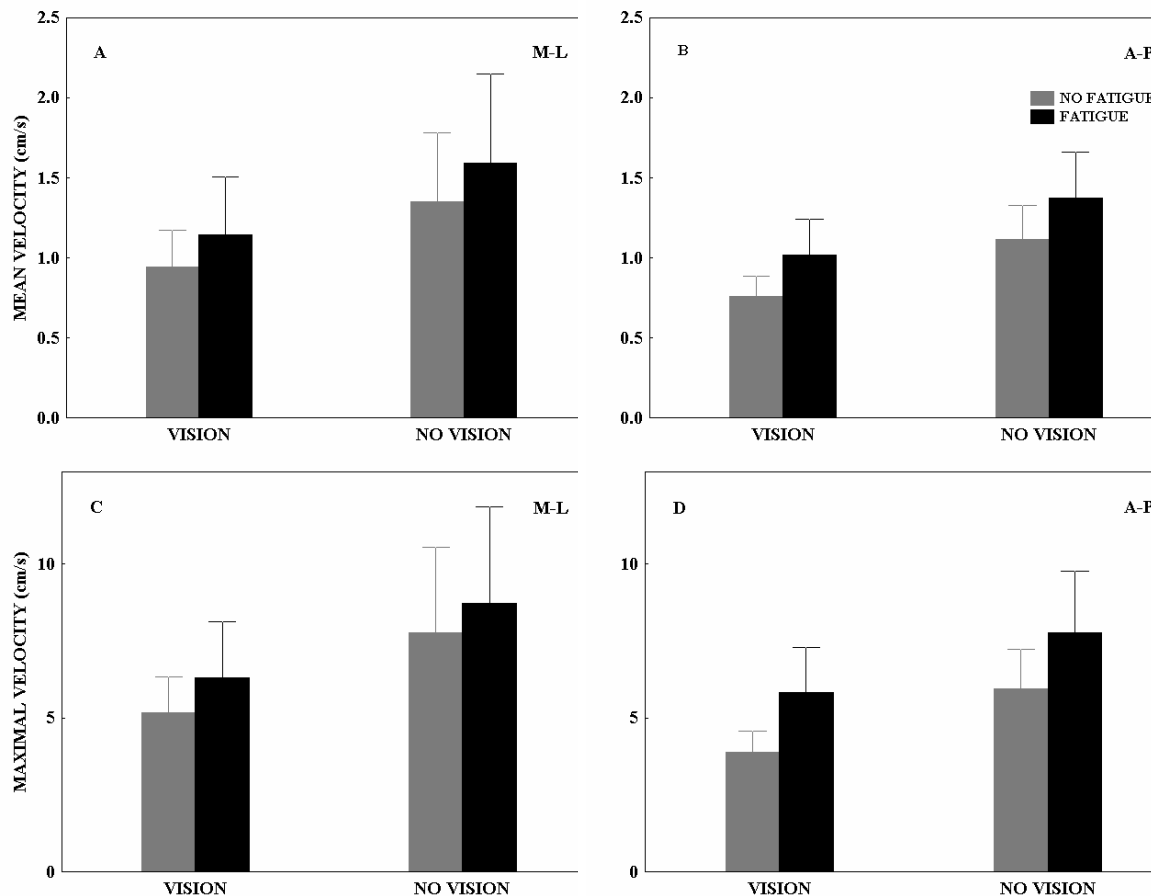 2.5
A
M-L
2.0
1.5
1.0
0.5
0.0
MEAN VELOCITY (cm/s)
VISION
NO VISION
2.5
B
A-P
NO FATIGUE
FATIGUE
2.0
1.5
1.0
0.5
0.0
VISION
NO VISION
C
M-L
10
5
0
MAXIMAL VELOCITY (cm/s)
VISION
NO VISION
D
A-P
10
5
0
VISION
NO VISION